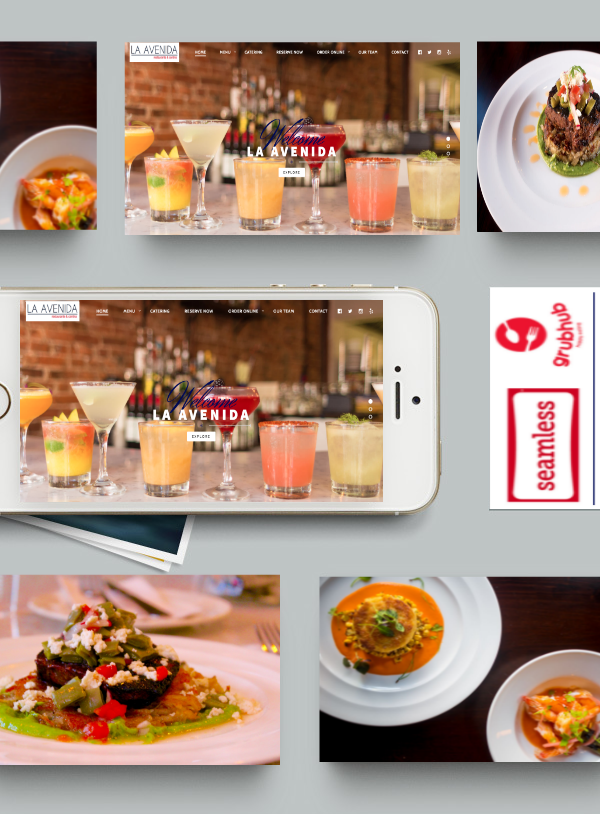 LA AVENIDA
HOME MENU CATERING RESERVE NOW ORDER ONLINE OUR TEAM CONTACT
Welcome
LA AVENIDA
EXPLORE
LA AVENIDA
HOME MENU CATERING RESERVE NOW ORDER ONLINE OUR TEAM CONTACT
Welcome
LA AVENIDA
EXPLORE
grubhub
seamless